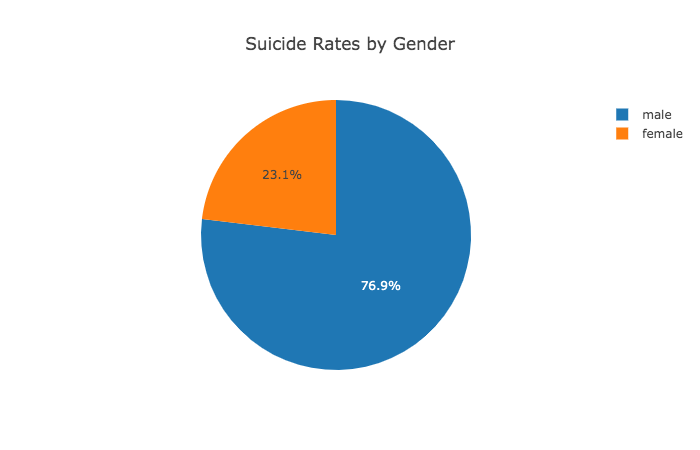 Suicide Rates by Gender
male
female
23.1%
76.9%